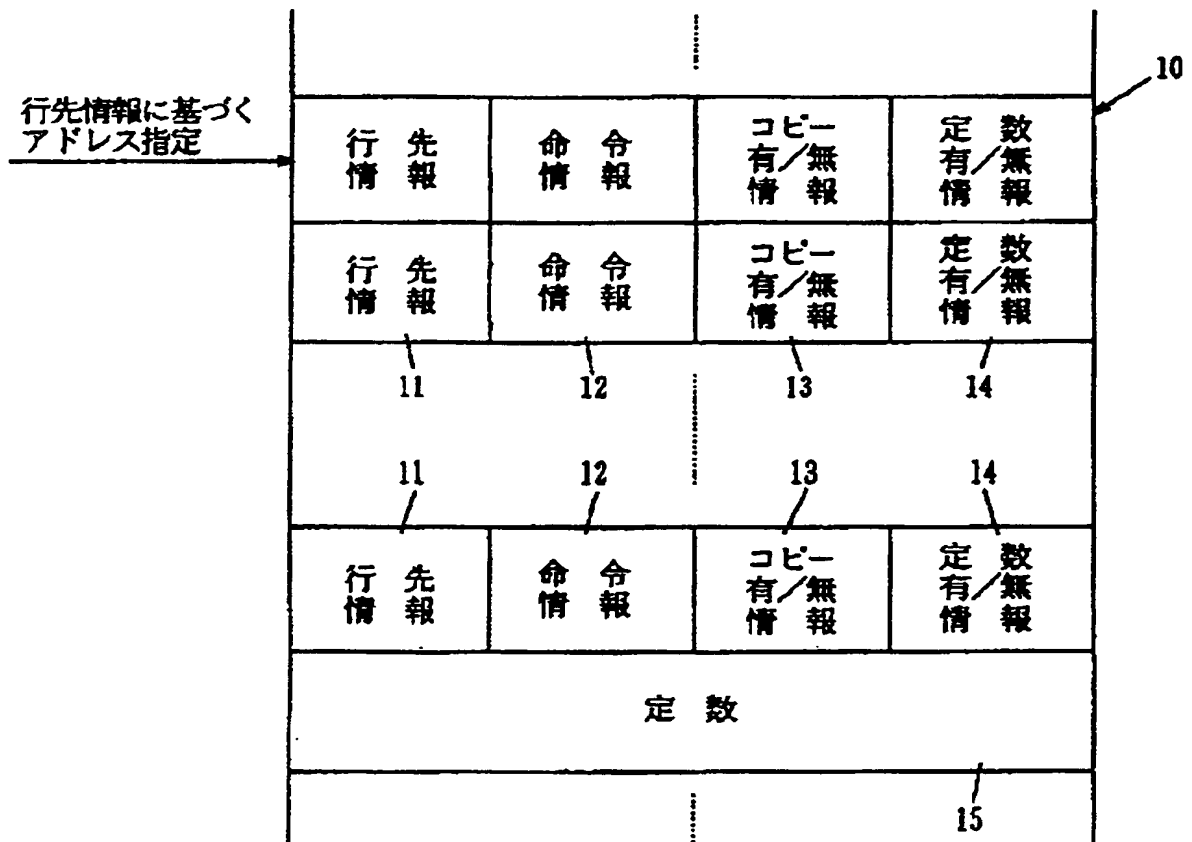 10
行先情報に基づく
アドレス指定
行先 命令 コピー 定数
情報 情報 有/無 有/無
情報 情報
行先 命令 コピー 定数
情報 情報 有/無 有/無
情報 情報
11 12 13 14
11 12 13 14
行先 命令 コピー 定数
情報 情報 有/無 有/無
情報 情報
定数
15